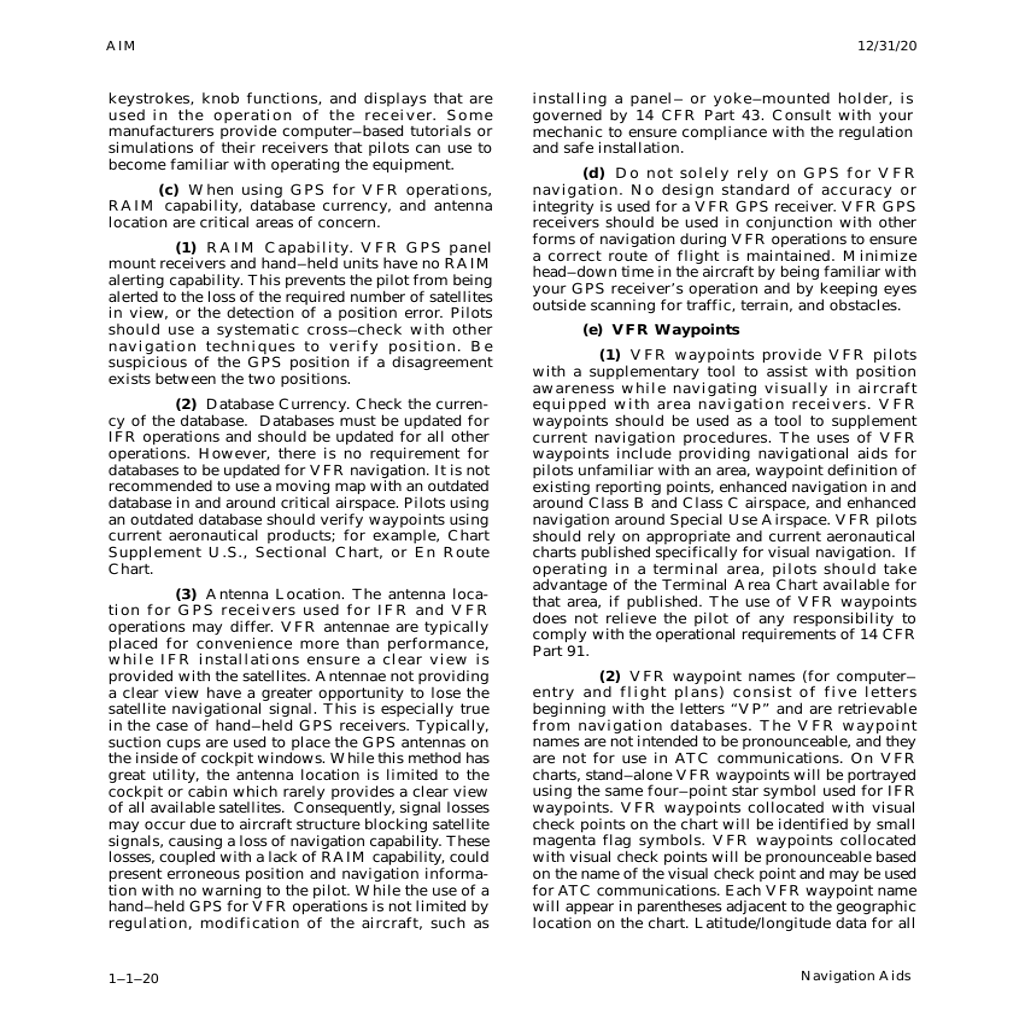 AIM
12/31/20
keystrokes, knob functions, and displays that are
used in the operation of the receiver. Some
manufacturers provide computer–based tutorials or
simulations of their receivers that pilots can use to
become familiar with operating the equipment.
(c) When using GPS for VFR operations,
RAIM capability, database currency, and antenna
location are critical areas of concern.
(1) RAIM Capability. VFR GPS panel
mount receivers and hand–held units have no RAIM
alerting capability. This prevents the pilot from being
alerted to the loss of the required number of satellites
in view, or the detection of a position error. Pilots
should use a systematic cross–check with other
navigation techniques to verify position. Be
suspicious of the GPS position if a disagreement
exists between the two positions.
(2) Database Currency. Check the curren-
cy of the database. Databases must be updated for
IFR operations and should be updated for all other
operations. However, there is no requirement for
databases to be updated for VFR navigation. It is not
recommended to use a moving map with an outdated
database in and around critical airspace. Pilots using
an outdated database should verify waypoints using
current aeronautical products; for example, Chart
Supplement U.S., Sectional Chart, or En Route
Chart.
(3) Antenna Location. The antenna loca-
tion for GPS receivers used for IFR and VFR
operations may differ. VFR antennae are typically
placed for convenience more than performance,
while IFR installations ensure a clear view is
provided with the satellites. Antennae not providing
a clear view have a greater opportunity to lose the
satellite navigational signal. This is especially true
in the case of hand–held GPS receivers. Typically,
suction cups are used to place the GPS antennas on
the inside of cockpit windows. While this method has
great utility, the antenna location is limited to the
cockpit or cabin which rarely provides a clear view
of all available satellites. Consequently, signal losses
may occur due to aircraft structure blocking satellite
signals, causing a loss of navigation capability. These
losses, coupled with a lack of RAIM capability, could
present erroneous position and navigation informa-
tion with no warning to the pilot. While the use of a
hand–held GPS for VFR operations is not limited by
regulation, modification of the aircraft, such as
installing a panel– or yoke–mounted holder, is
governed by 14 CFR Part 43. Consult with your
mechanic to ensure compliance with the regulation
and safe installation.
(d) Do not solely rely on GPS for VFR
navigation. No design standard of accuracy or
integrity is used for a VFR GPS receiver. VFR GPS
receivers should be used in conjunction with other
forms of navigation during VFR operations to ensure
a correct route of flight is maintained. Minimize
head–down time in the aircraft by being familiar with
your GPS receiver’s operation and by keeping eyes
outside scanning for traffic, terrain, and obstacles.
(e) VFR Waypoints
(1) VFR waypoints provide VFR pilots
with a supplementary tool to assist with position
awareness while navigating visually in aircraft
equipped with area navigation receivers. VFR
waypoints should be used as a tool to supplement
current navigation procedures. The uses of VFR
waypoints include providing navigational aids for
pilots unfamiliar with an area, waypoint definition of
existing reporting points, enhanced navigation in and
around Class B and Class C airspace, and enhanced
navigation around Special Use Airspace. VFR pilots
should rely on appropriate and current aeronautical
charts published specifically for visual navigation. If
operating in a terminal area, pilots should take
advantage of the Terminal Area Chart available for
that area, if published. The use of VFR waypoints
does not relieve the pilot of any responsibility to
comply with the operational requirements of 14 CFR
Part 91.
(2) VFR waypoint names (for computer–
entry and flight plans) consist of five letters
beginning with the letters “VP” and are retrievable
from navigation databases. The VFR waypoint
names are not intended to be pronounceable, and they
are not for use in ATC communications. On VFR
charts, stand–alone VFR waypoints will be portrayed
using the same four–point star symbol used for IFR
waypoints. VFR waypoints collocated with visual
check points on the chart will be identified by small
magenta flag symbols. VFR waypoints collocated
with visual check points will be pronounceable based
on the name of the visual check point and may be used
for ATC communications. Each VFR waypoint name
will appear in parentheses adjacent to the geographic
location on the chart. Latitude/longitude data for all
1–1–20
Navigation Aids